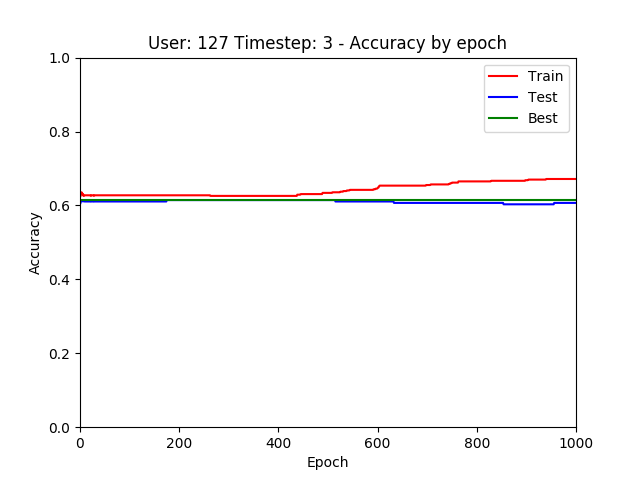 User: 127 Timestep: 3 - Accuracy by epoch
1.0
0.8
0.6
0.4
0.2
0.0
Accuracy
Train
Test
Best
0 200 400 600 800 1000
Epoch